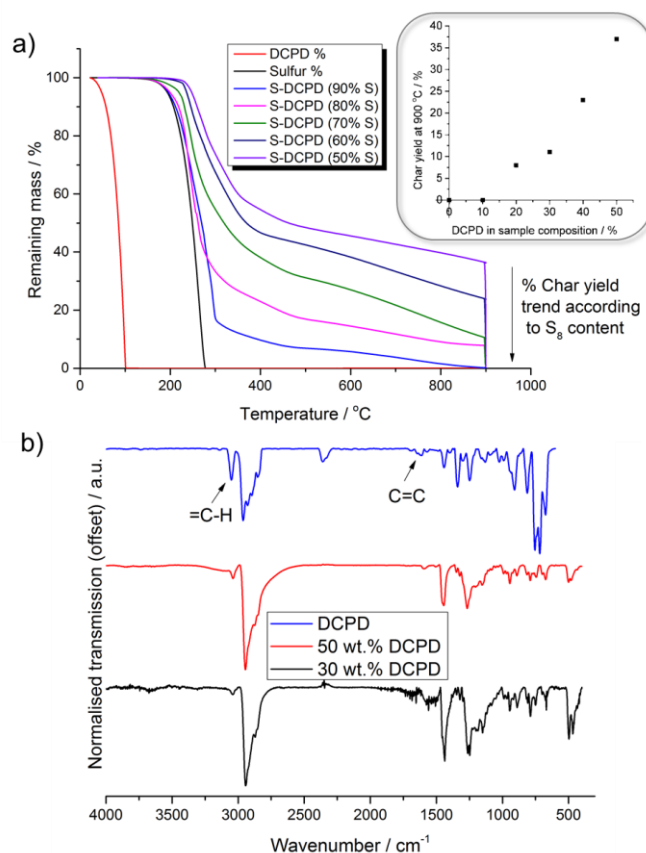 a)
DCPD %
Sulfur %
S-DCPD (90% S)
S-DCPD (80% S)
S-DCPD (70% S)
S-DCPD (60% S)
S-DCPD (50% S)
Char yield at 900 °C / %
40
35
30
25
20
15
10
5
0
0 10 20 30 40 50
DCPD in sample composition / %
Remaining mass / %
100
80
60
40
20
0
0 200 400 600 800 1000
Temperature / °C
% Char yield
trend according
to S8 content
b)
=C-H
C=C
DCPD
50 wt.% DCPD
30 wt.% DCPD
Normalised transmission (offset) / a.u.
4000 3500 3000 2500 2000 1500 1000 500
Wavenumber / cm-1